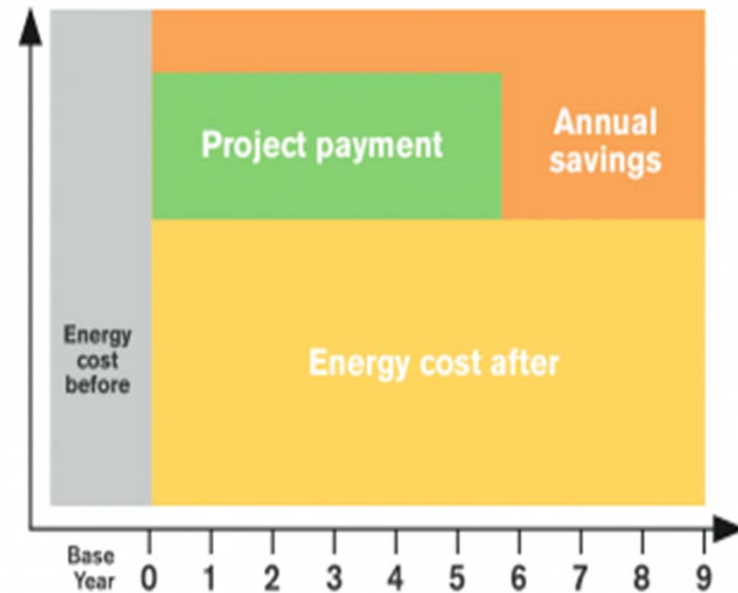 Project payment
Annual
savings
Energy
cost
before
Energy cost after
Base
Year 0 1 2 3 4 5 6 7 8 9